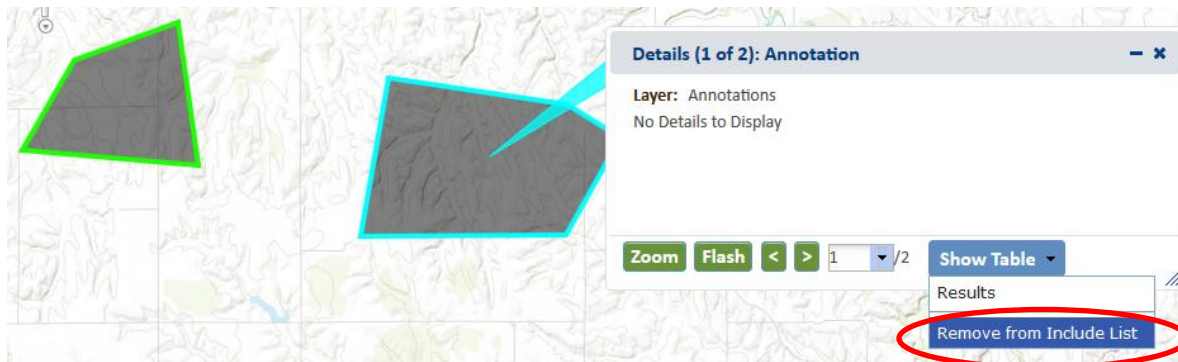 Details (1 of 2): Annotation
Layer: Annotations
No Details to Display
Zoom Flash < > 1 /2 Show Table
Results
Remove from Include List